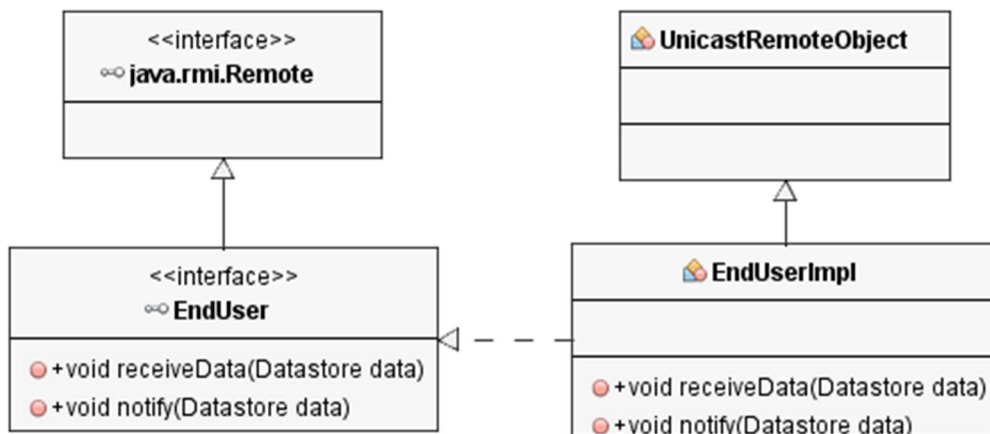 <<interface>>
java.rmi.Remote
UnicastRemoteObject
<<interface>>
EndUser
+void receiveData(Datastore data)
+void notify(Datastore data)
EndUserImpl
+void receiveData(Datastore data)
+void notify(Datastore data)